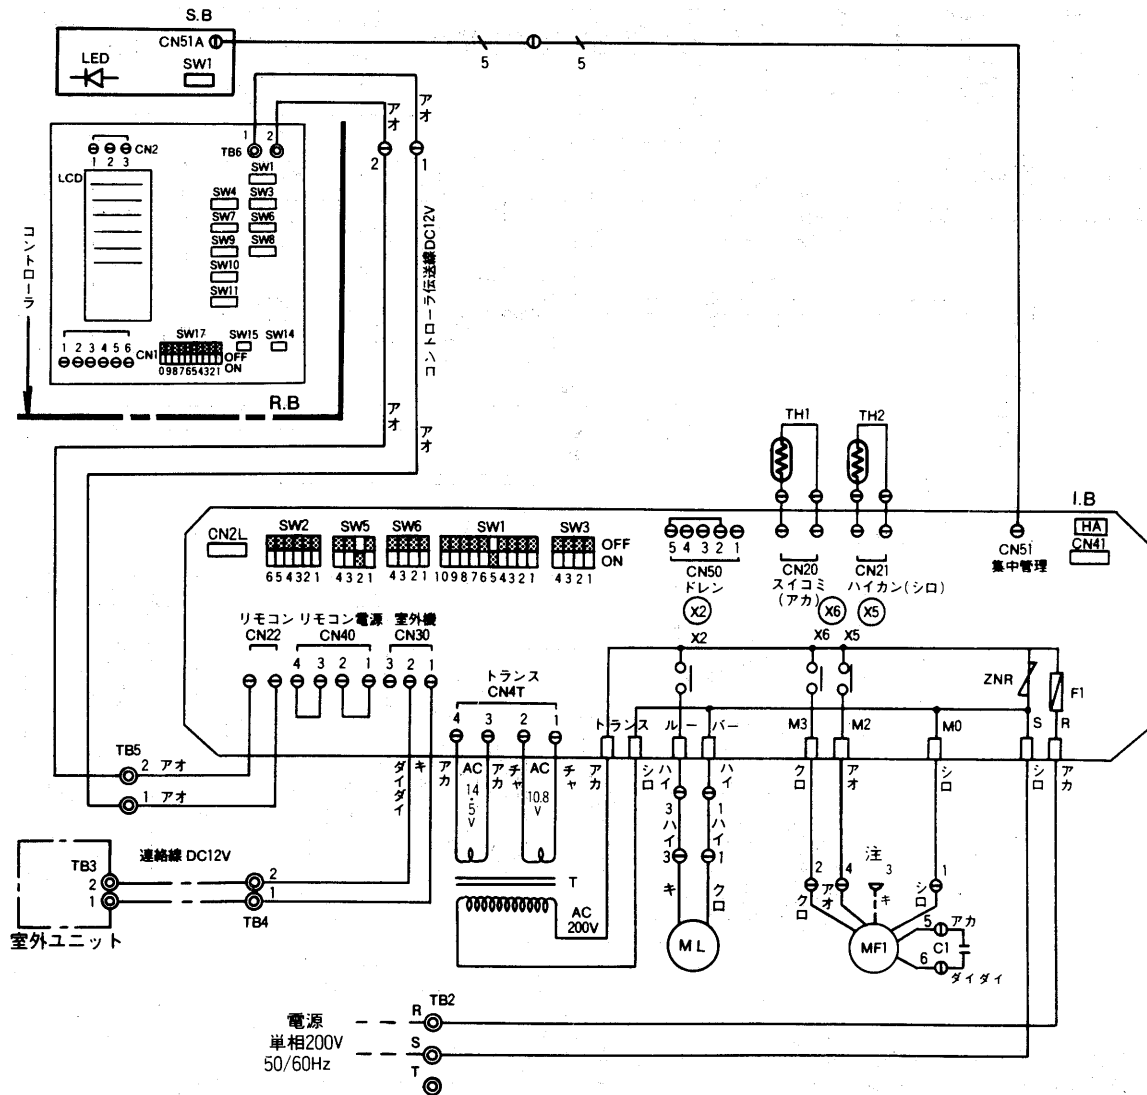 S.B
CN51A
LED
SW1
5
5
アオ
アオ
1 2
TB6
2
1
CN2
1 2 3
LCD
SW1
SW4 SW3
SW7 SW6
SW9 SW8
SW10
SW11
コントローラ
コントローラ伝送線DC12V
1 2 3 4 5 6
CN1
SW17
SW15 SW14
OFF
ON
0987654321
R.B
アオ
アオ
TH1
TH2
I.B
HA
CN41
CN2L
SW2
SW5
SW6
SW1
SW3
OFF
ON
654321
4321
4321
10987654321
4321
5 4 3 2 1
CN50
ドレン
X2
CN20
スイコミ
(アカ)
X6
CN21
ハイカン(シロ)
X5
CN51
集中管理
リモコン リモコン電源 室外機
CN22 CN40 CN30
4 3 2 1 3 2 1
トランス
CN4T
4 3 2 1
X2
X6 X5
ZNR
F1
トランス ルーバー
M3 M2 M0 S R
TB5
2 アオ
1 アオ
ダイダイ
キ
アカ
AC
14.5V
アカ
チャ
AC
10.8V
チャ
アカ
シロ
ハイ
ハイ
クロ
アオ
シロ
シロ
アカ
3 1
ハイ
ハイ
3 1
キ
クロ
T
AC
200V
ML
注
2 4 3 1
クロ
アオ
キ
シロ
MF1
5 アカ
C1
6
ダイダイ
TB3
2
1
連絡線 DC12V
2
1
TB4
室外ユニット
電源
単相200V
50/60Hz
TB2
R
S
T